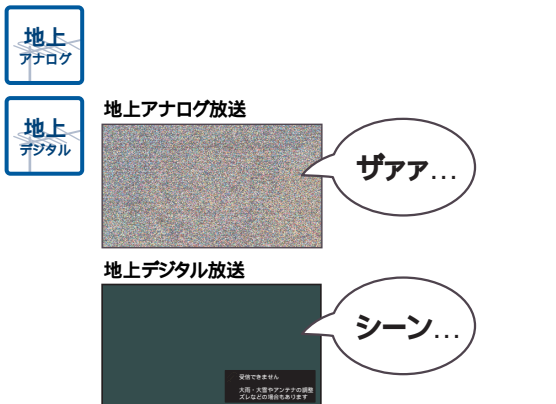 地上
アナログ
地上
デジタル
地上アナログ放送
ザァァ…
地上デジタル放送
シーン…
受信できません
大雨・大雪やアンテナの調整
ズレなどの場合もあります